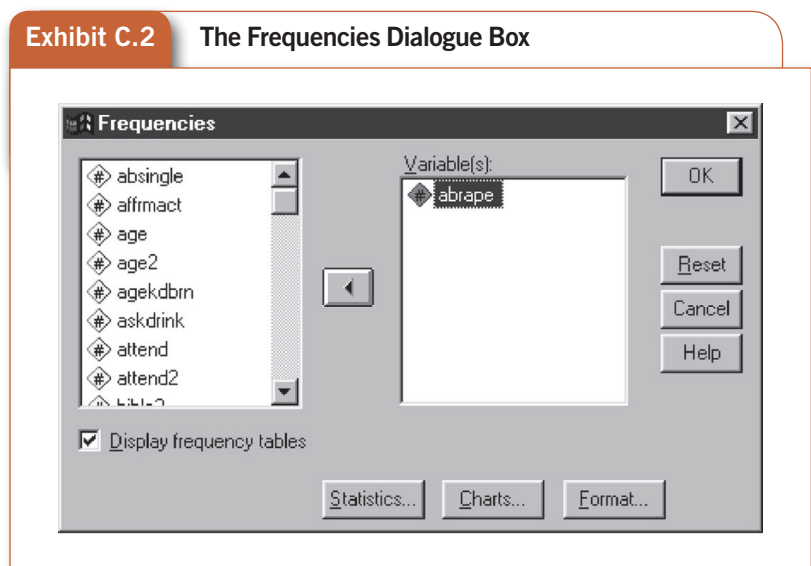 Exhibit C.2
The Frequencies Dialogue Box
Frequencies
absingle
affrmact
age
age2
agekdbrn
askdrink
attend
attend2
Variable(s):
abrape
OK
Reset
Cancel
Help
Display frequency tables
Statistics...
Charts...
Format...